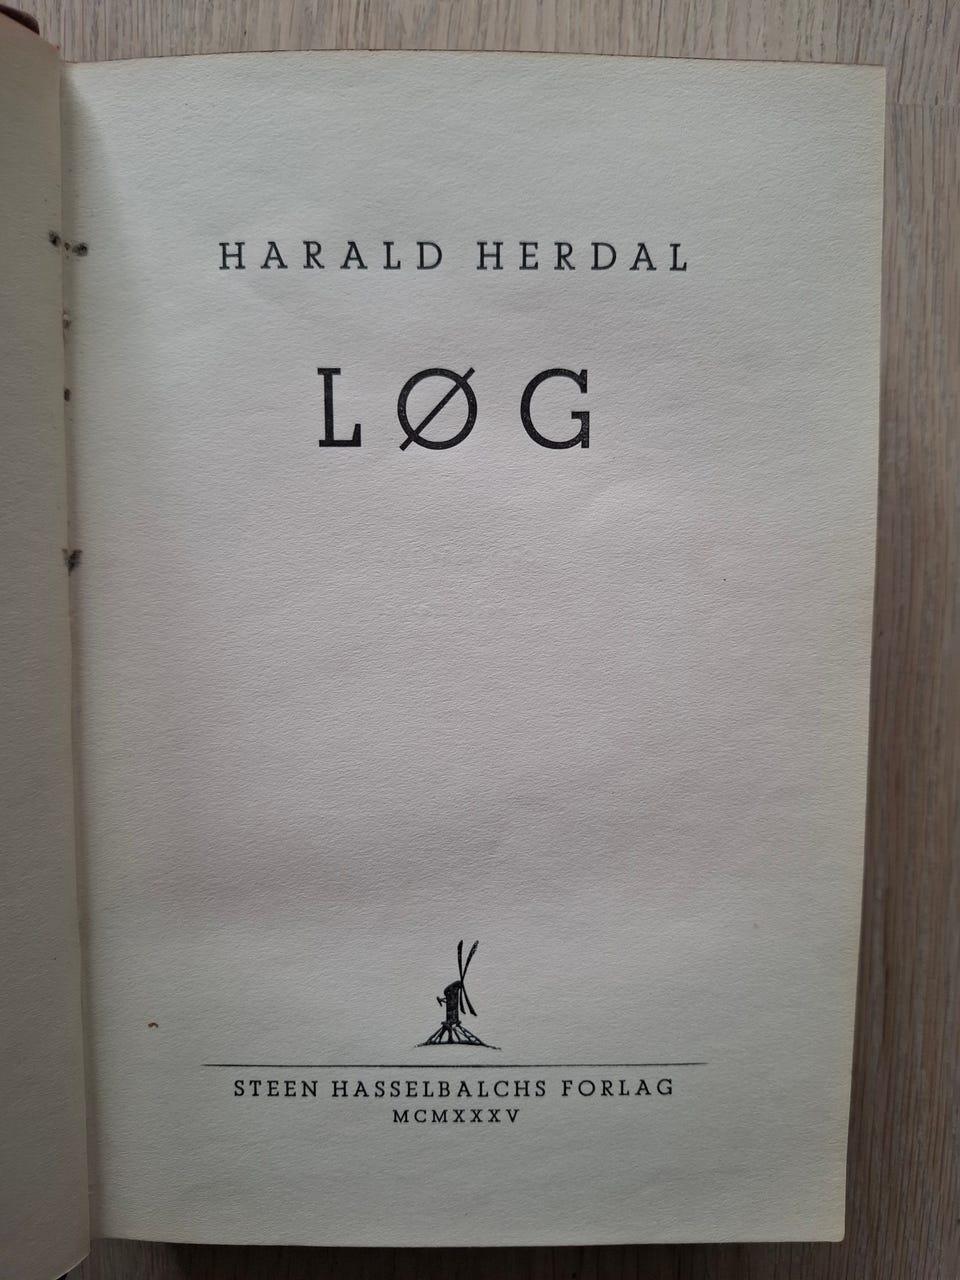 HARALD HERDAL
LØG
STEEN HASSELBALCHS FORLAG
MCMXXXV